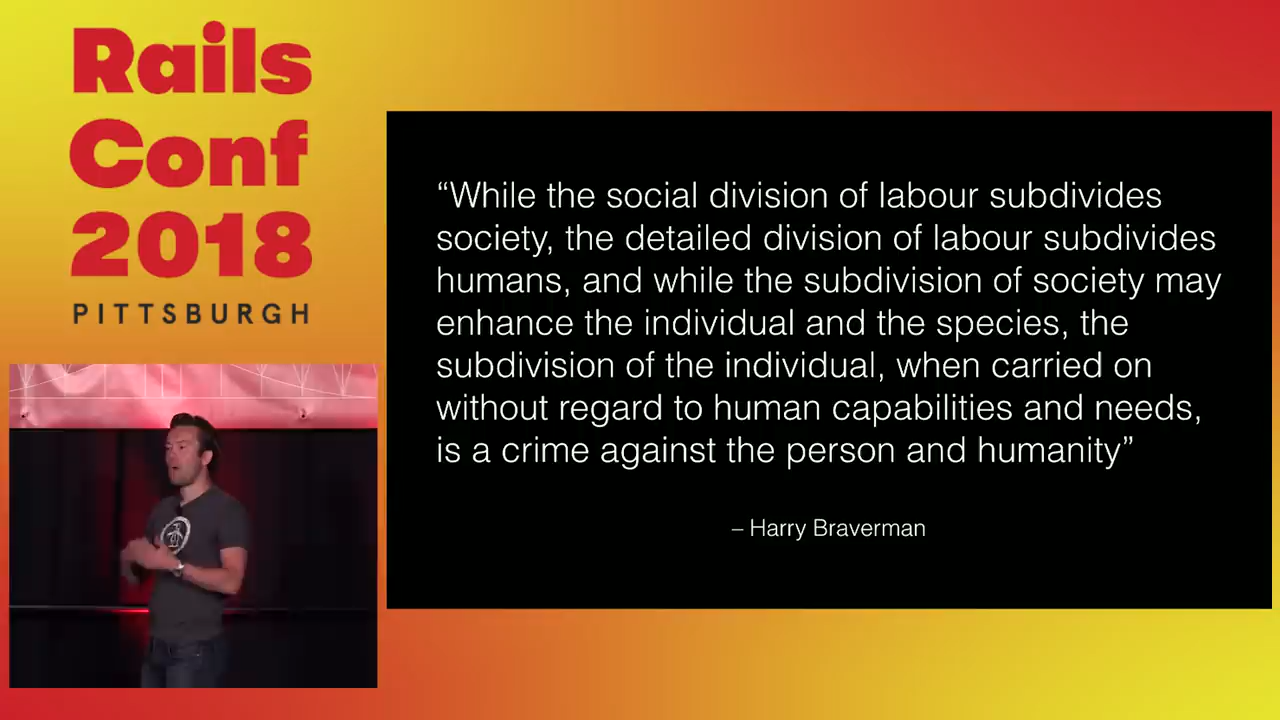 Rails
Conf
2018
PITTSBURGH
“While the social division of labour subdivides
society, the detailed division of labour subdivides
humans, and while the subdivision of society may
enhance the individual and the species, the
subdivision of the individual, when carried on
without regard to human capabilities and needs,
is a crime against the person and humanity”
– Harry Braverman